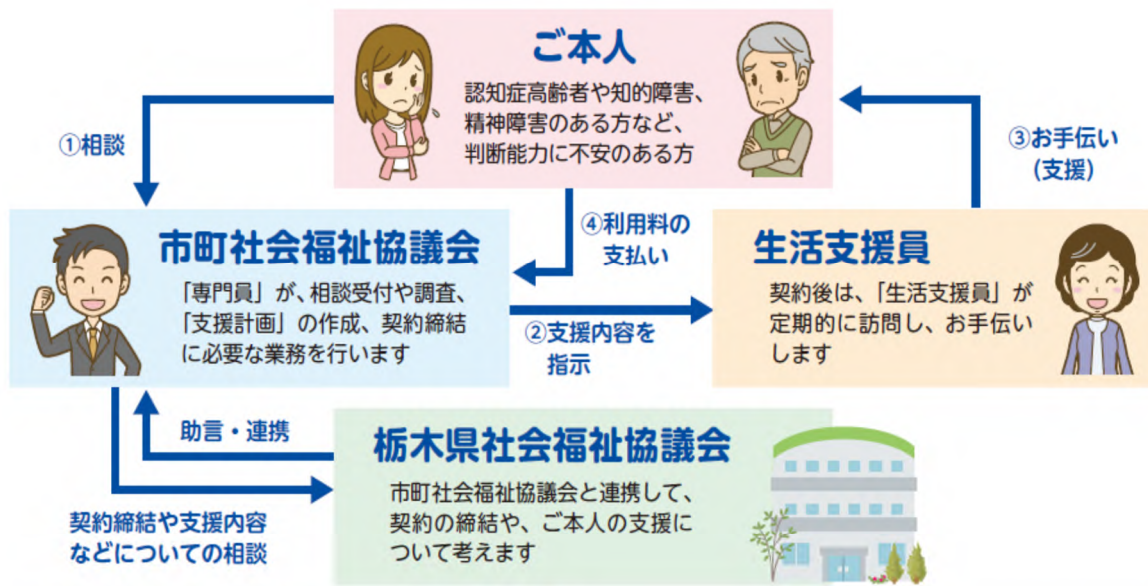 ご本人
認知症高齢者や知的障害、
精神障害のある方など、
判断能力に不安のある方
①相談
③お手伝い
(支援)
市町社会福祉協議会
「専門員」が、相談受付や調査、
「支援計画」の作成、契約締結
に必要な業務を行います
④利用料の
支払い
②支援内容を
指示
生活支援員
契約後は、「生活支援員」が
定期的に訪問し、お手伝い
します
助言・連携
契約締結や支援内容
などについての相談
栃木県社会福祉協議会
市町社会福祉協議会と連携して、
契約の締結や、ご本人の支援に
ついて考えます